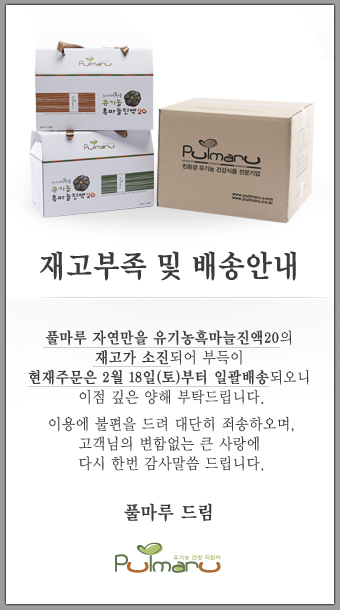 Pulmaru
유기농
흑마늘진액20
Pulmaru
유기농
흑마늘진액20
Pulmaru
친환경 유기농 건강식품 전문기업
www.pulmaru.com
www.pulmaru.co.kr
재고부족 및 배송안내
풀마루 자연만을 유기농흑마늘진액20의
재고가 소진되어 부득이
현재주문은 2월 18일(토)부터 일괄배송되오니
이점 깊은 양해 부탁드립니다.
이용에 불편을 드려 대단히 죄송하오며,
고객님의 변함없는 큰 사랑에
다시 한번 감사말씀 드립니다.
풀마루 드림
유기농 건강 지킴이
Pulmaru